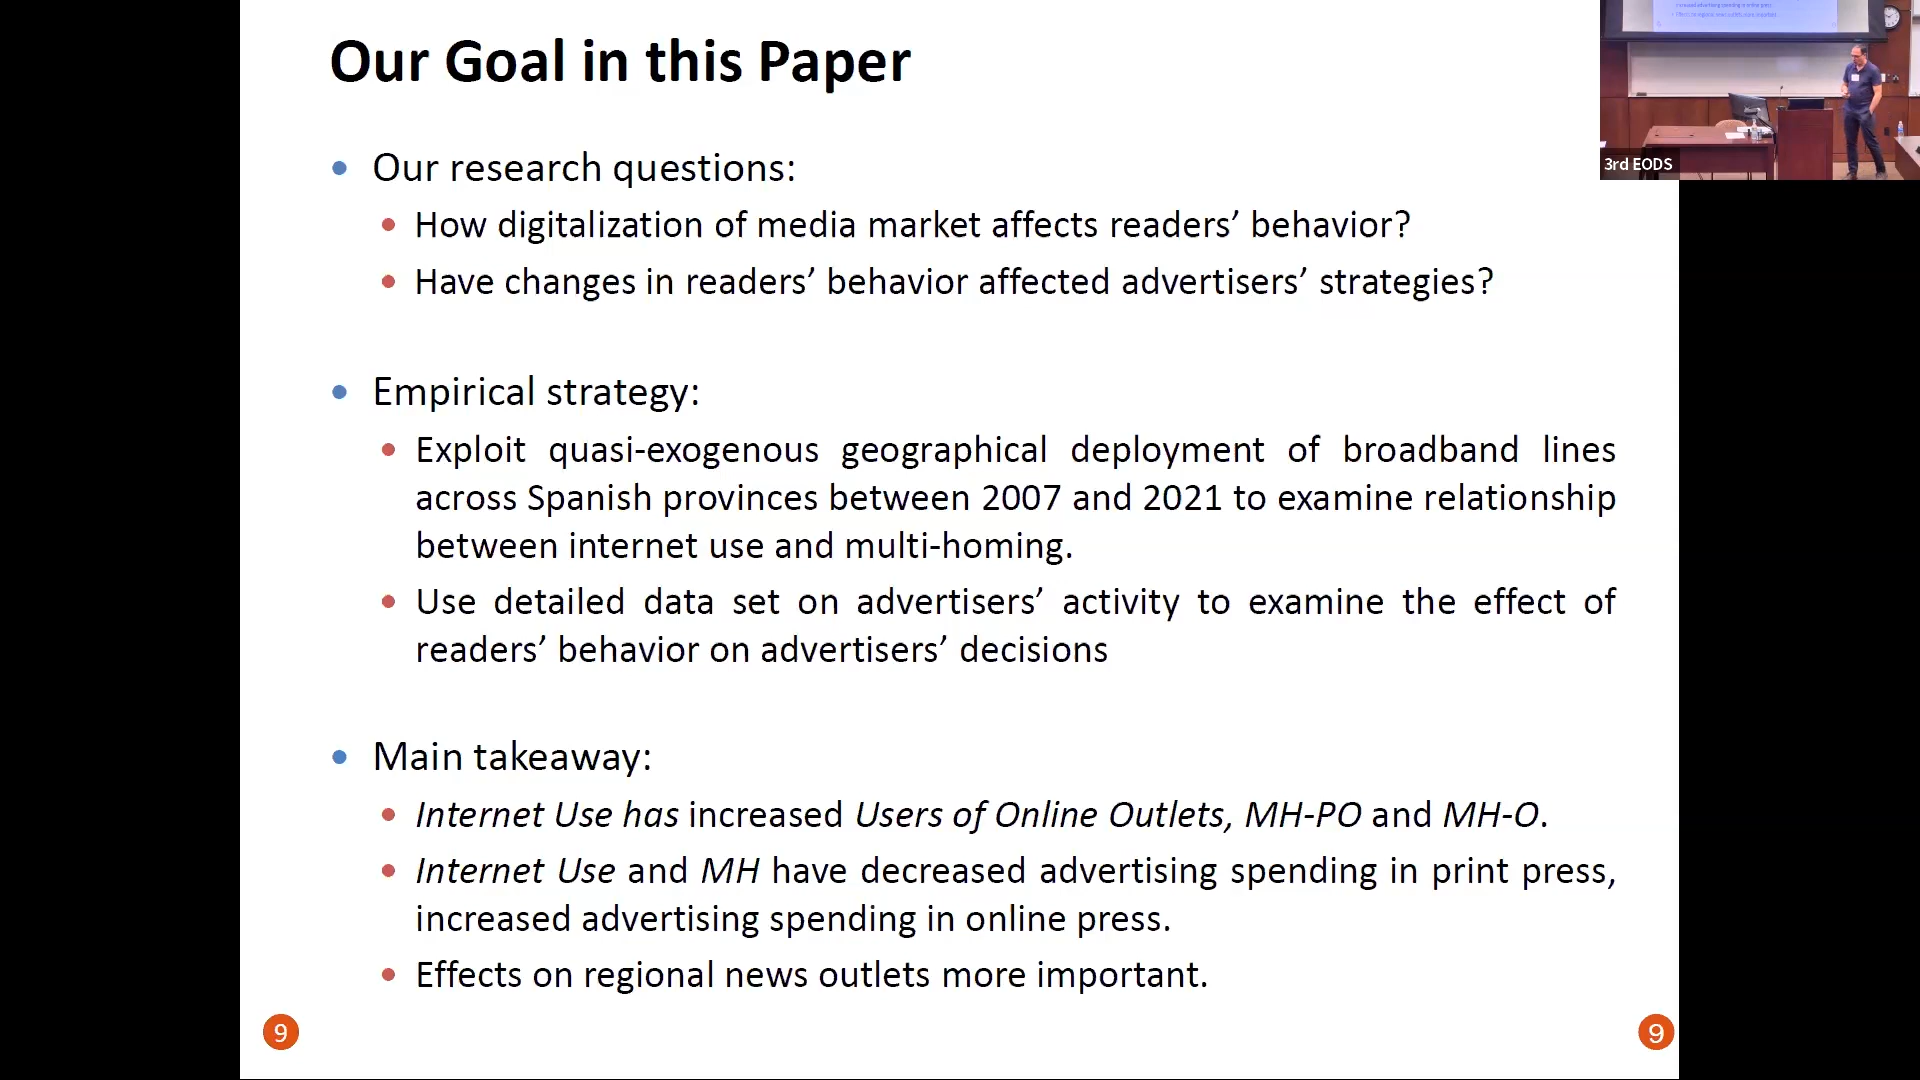 Our Goal in this Paper
Our research questions:
How digitalization of media market affects readers’ behavior?
Have changes in readers’ behavior affected advertisers’ strategies?
Empirical strategy:
Exploit quasi-exogenous geographical deployment of broadband lines
across Spanish provinces between 2007 and 2021 to examine relationship
between internet use and multi-homing.
Use detailed data set on advertisers’ activity to examine the effect of
readers’ behavior on advertisers’ decisions
Main takeaway:
Internet Use has increased Users of Online Outlets, MH-PO and MH-O.
Internet Use and MH have decreased advertising spending in print press,
increased advertising spending in online press.
Effects on regional news outlets more important.
9
9
3rd EODS